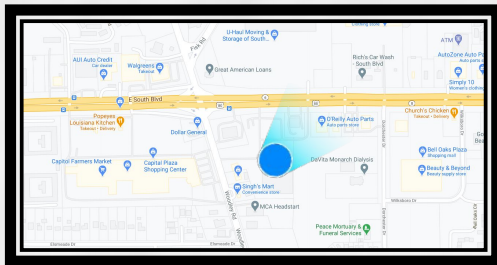 U-Haul Moving &
Storage of South...
ATM
AutoZone Auto Pa
Auto parts
Rich's Car Wash
South Blvd
AUI Auto Credit
Car dealer
Walgreens
Takeout
Flex Rd
Great American Loans
Simply 10
Women's clothing
E South Blvd
Popeyes
Louisiana Kitchen
Takeout • Delivery
Dollar General
O'Reilly Auto Parts
Auto parts store
Church's Chicken
Takeout • Delivery
Capitol Farmers Market
Capital Plaza
Shopping Center
DaVita Monarch Dialysis
Bell Oaks Plaza
Shopping mall
Beauty & Beyond
Beauty supply store
Singh's Mart
Convenience store
MCA Headstart
Woodley Rd
Peace Mortuary &
Funeral Services